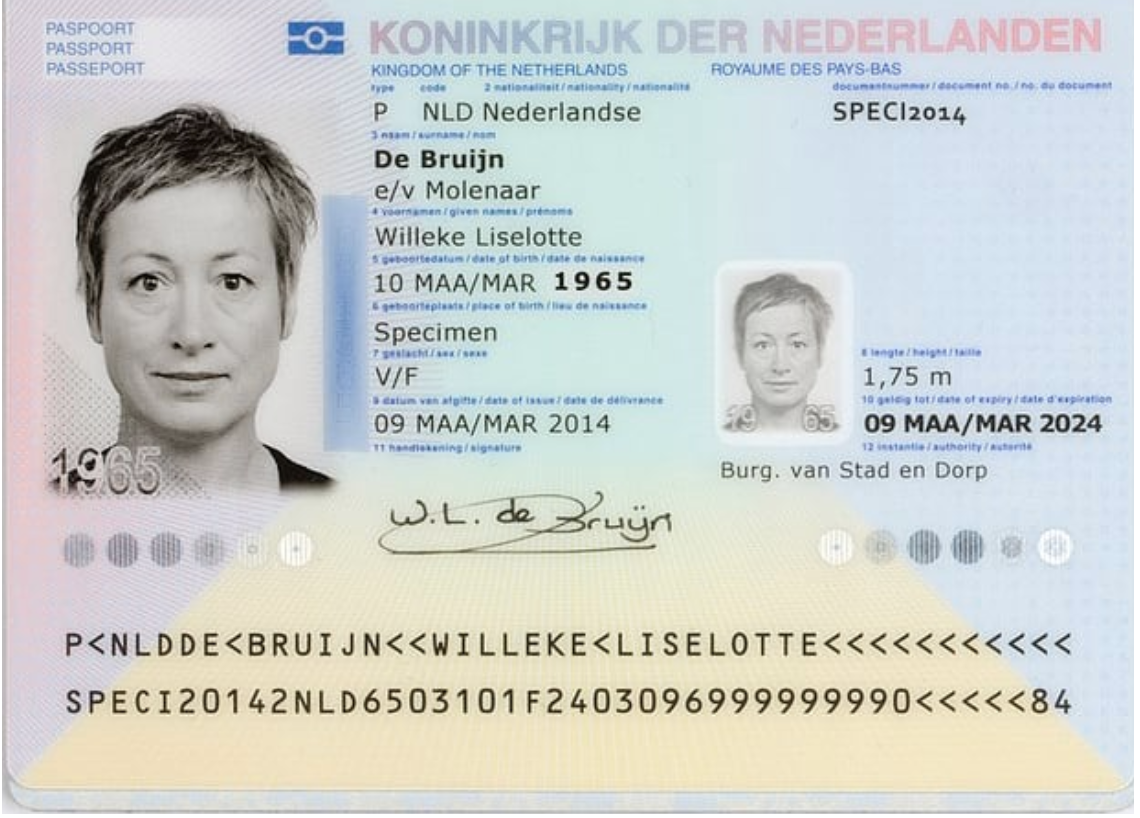 PASPOORT
PASSPORT
PASSEPORT
KONINKRIJK DER NEDERLANDEN
KINGDOM OF THE NETHERLANDS ROYAUME DES PAYS-BAS
type code 2 nationaliteit / nationality / nationalité documentnummer / document no. / no. du document
P NLD Nederlandse SPECI2014
3 naam / surname / nom
De Bruijn
e/v Molenaar
4 voornamen / given names / prénoms
Willeke Liselotte
5 geboortedatum / date of birth / date de naissance
10 MAA/MAR 1965
6 geboorteplaats / place of birth / lieu de naissance
Specimen
7 geslacht / sex / sexe 8 lengte / height / taille
V/F 1,75 m
9 datum van afgifte / date of issue / date de délivrance 10 geldig tot / date of expiry / date d'expiration
09 MAA/MAR 2014 09 MAA/MAR 2024
11 handtekening / signature 12 instantie / authority / autorité
Burg. van Stad en Dorp
1965
19 65
W.L. de Bruijn
P<NLDDE<BRUIJN<<WILLEKE<LISELOTTE<<<<<<<<<<<
SPECI20142NLD6503101F2403096999999990<<<<<84